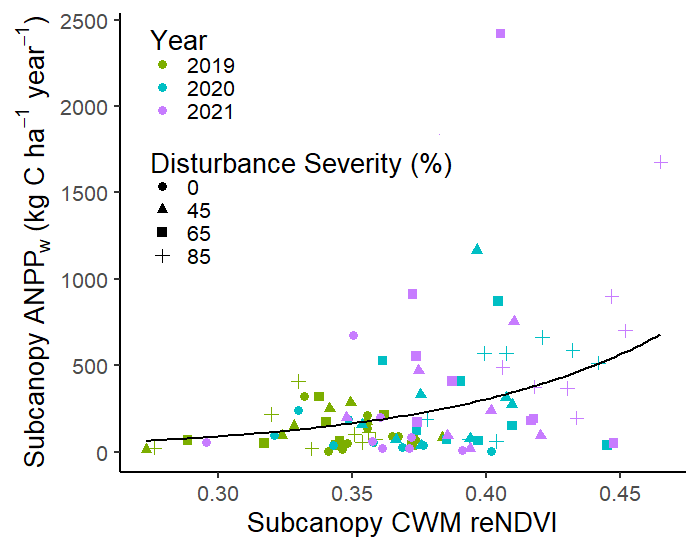 2500
2000
1500
1000
500
0
Subcanopy ANPPw (kg C ha⁻¹ year⁻¹)
Year
2019
2020
2021
Disturbance Severity (%)
0
45
65
85
0.30 0.35 0.40 0.45
Subcanopy CWM reNDVI